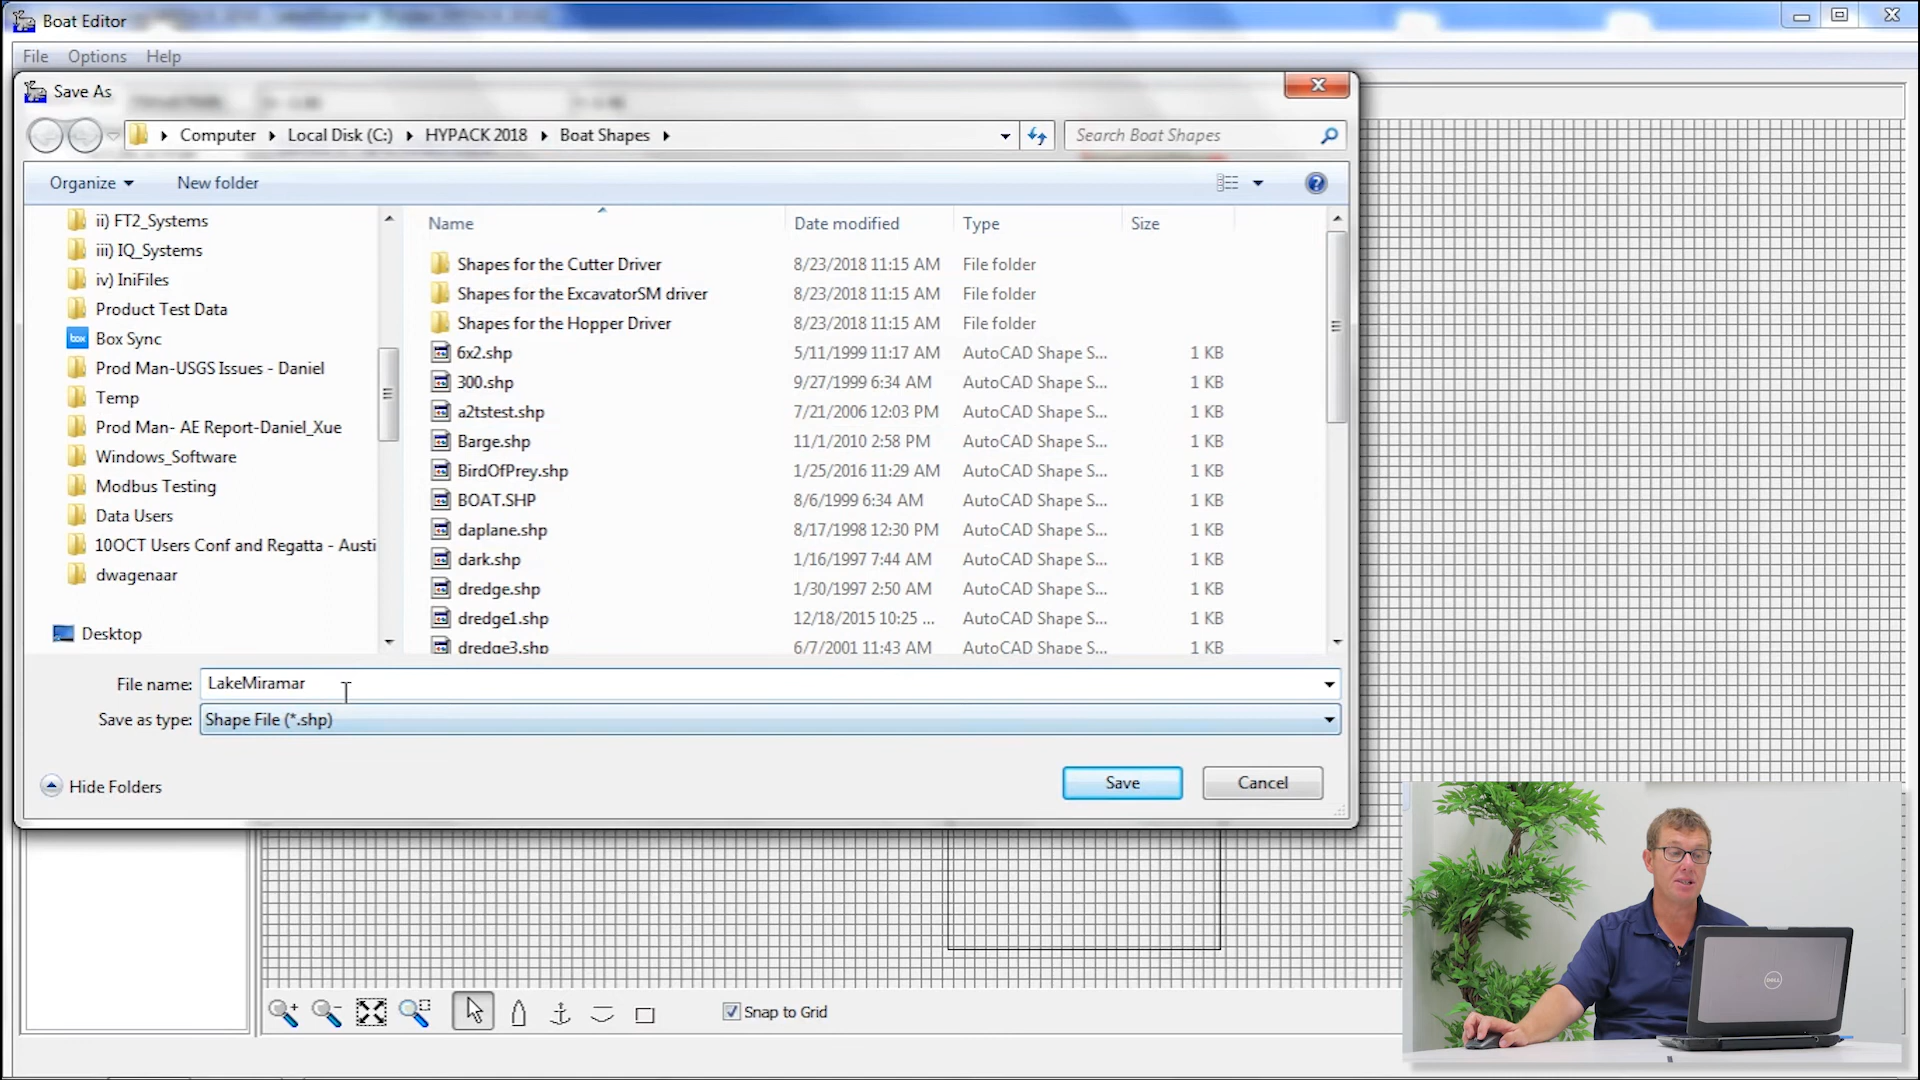 Boat Editor
File Options Help
Save As
Computer Local Disk (C:) HYPACK 2018 Boat Shapes
Search Boat Shapes
Organize New folder
ii) FT2_Systems
iii) IQ_Systems
iv) IniFiles
Product Test Data
box Box Sync
Prod Man-USGS Issues - Daniel
Temp
Prod Man- AE Report-Daniel_Xue
Windows_Software
Modbus Testing
Data Users
10OCT Users Conf and Regatta - Austi
dwagenaar
Desktop
Name Date modified Type Size
Shapes for the Cutter Driver 8/23/2018 11:15 AM File folder
Shapes for the ExcavatorSM driver 8/23/2018 11:15 AM File folder
Shapes for the Hopper Driver 8/23/2018 11:15 AM File folder
6x2.shp 5/11/1999 11:17 AM AutoCAD Shape S... 1 KB
300.shp 9/27/1999 6:34 AM AutoCAD Shape S... 1 KB
a2tstest.shp 7/21/2006 12:03 PM AutoCAD Shape S... 1 KB
Barge.shp 11/1/2010 2:58 PM AutoCAD Shape S... 1 KB
BirdOfPrey.shp 1/25/2016 11:29 AM AutoCAD Shape S... 1 KB
BOAT.SHP 8/6/1999 6:34 AM AutoCAD Shape S... 1 KB
daplane.shp 8/17/1998 12:30 PM AutoCAD Shape S... 1 KB
dark.shp 1/16/1997 7:44 AM AutoCAD Shape S... 1 KB
dredge.shp 1/30/1997 2:50 AM AutoCAD Shape S... 1 KB
dredge1.shp 12/18/2015 10:25 ... AutoCAD Shape S... 1 KB
dredge3.shp 6/7/2001 11:43 AM AutoCAD Shape S... 1 KB
File name: LakeMiramar
Save as type: Shape File (*.shp)
Hide Folders
Save Cancel
Snap to Grid
DELL